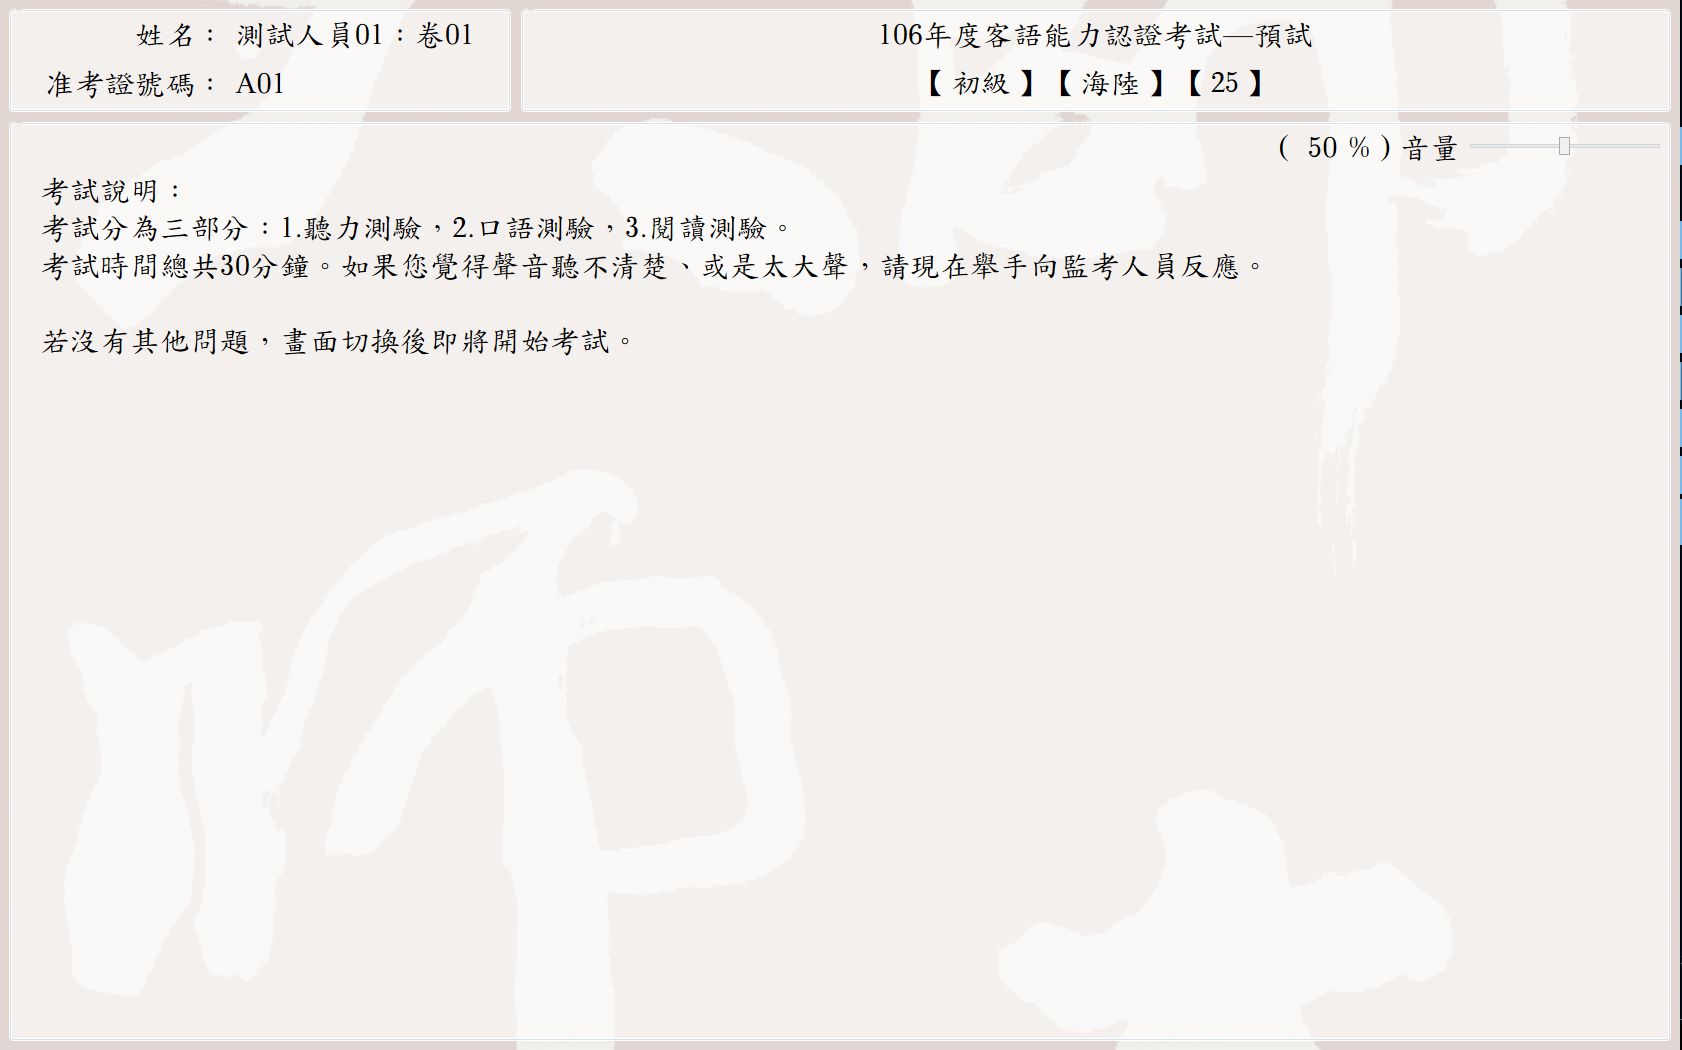 姓名： 測試人員01：卷01
准考證號碼： A01
106年度客語能力認證考試—預試
【 初級 】【 海陸 】【 25 】
( 50 % ) 音量
考試說明：
考試分為三部分：1.聽力測驗，2.口語測驗，3.閱讀測驗。
考試時間總共30分鐘。如果您覺得聲音聽不清楚、或是太大聲，請現在舉手向監考人員反應。
若沒有其他問題，畫面切換後即將開始考試。